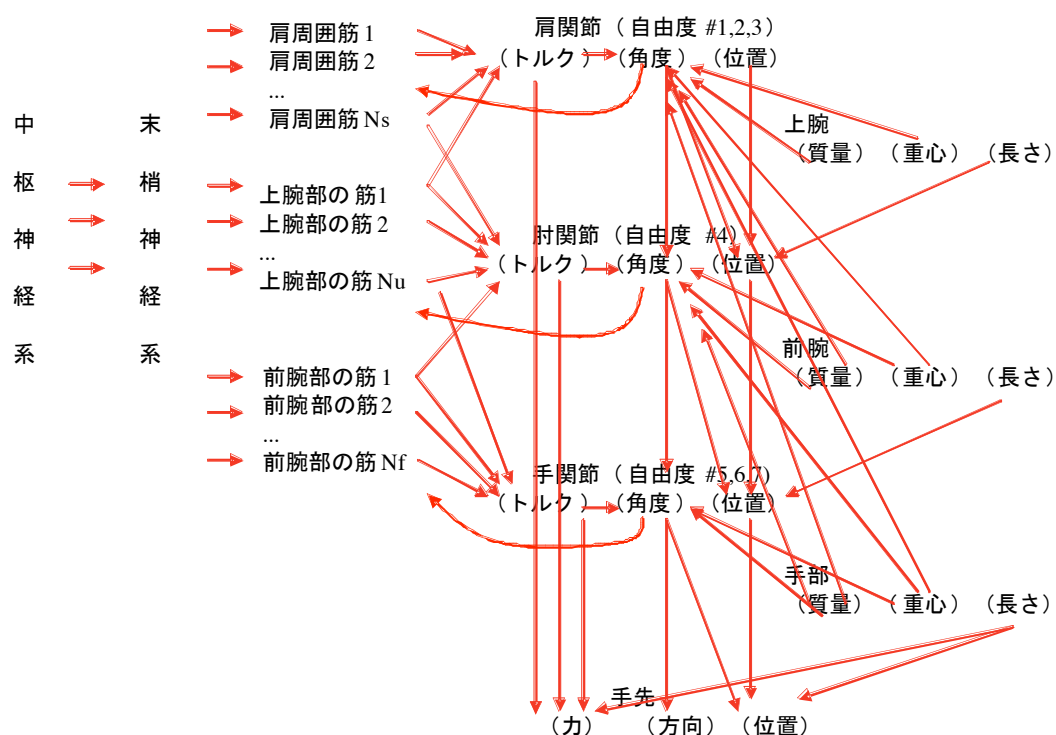 中枢神経系
末梢神経系
肩周囲筋 1
肩周囲筋 2
...
肩周囲筋 Ns
上腕部の 筋1
上腕部の筋 2
...
上腕部の筋 Nu
前腕部の筋 1
前腕部の筋 2
...
前腕部の筋 Nf
肩関節(自由度 #1,2,3)
(トルク) (角度) (位置)
上腕
(質量) (重心) (長さ)
肘関節(自由度 #4)
(トルク) (角度) (位置)
前腕
(質量) (重心) (長さ)
手関節(自由度 #5,6,7)
(トルク) (角度) (位置)
手部
(質量) (重心) (長さ)
手先
(力) (方向) (位置)